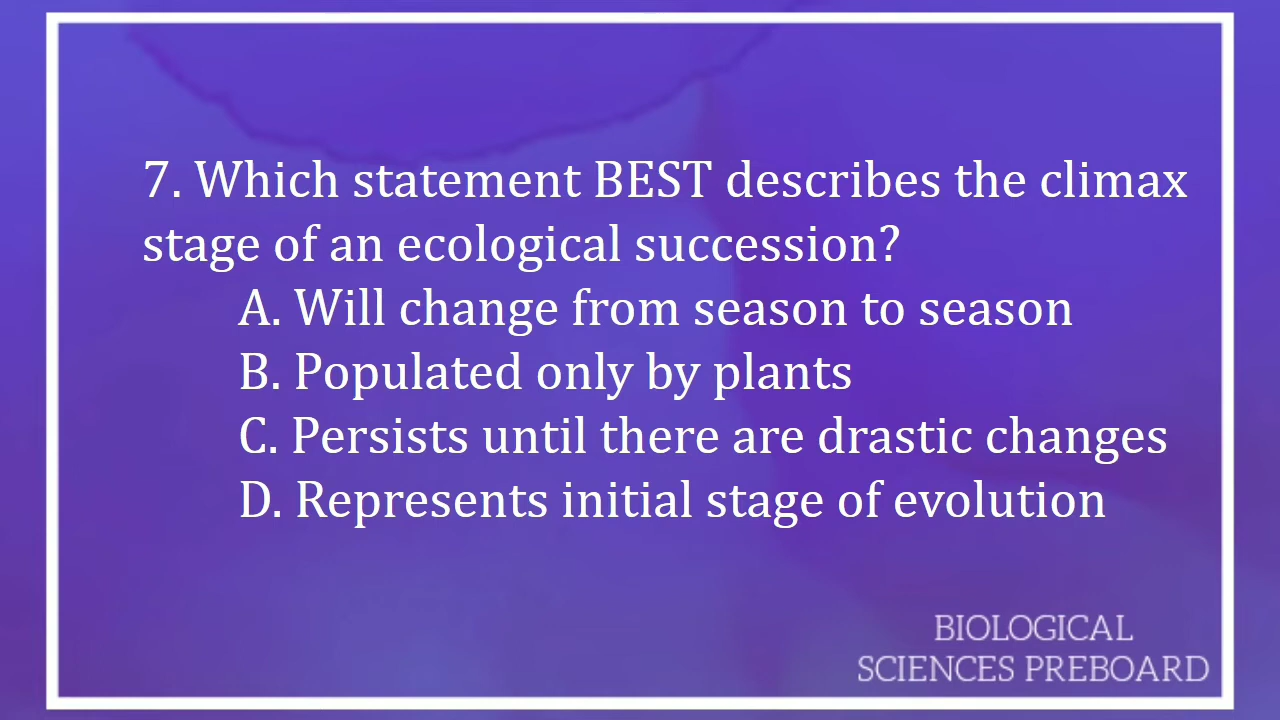 7. Which statement BEST describes the climax
stage of an ecological succession?
A. Will change from season to season
B. Populated only by plants
C. Persists until there are drastic changes
D. Represents initial stage of evolution
BIOLOGICAL
SCIENCES PREBOARD